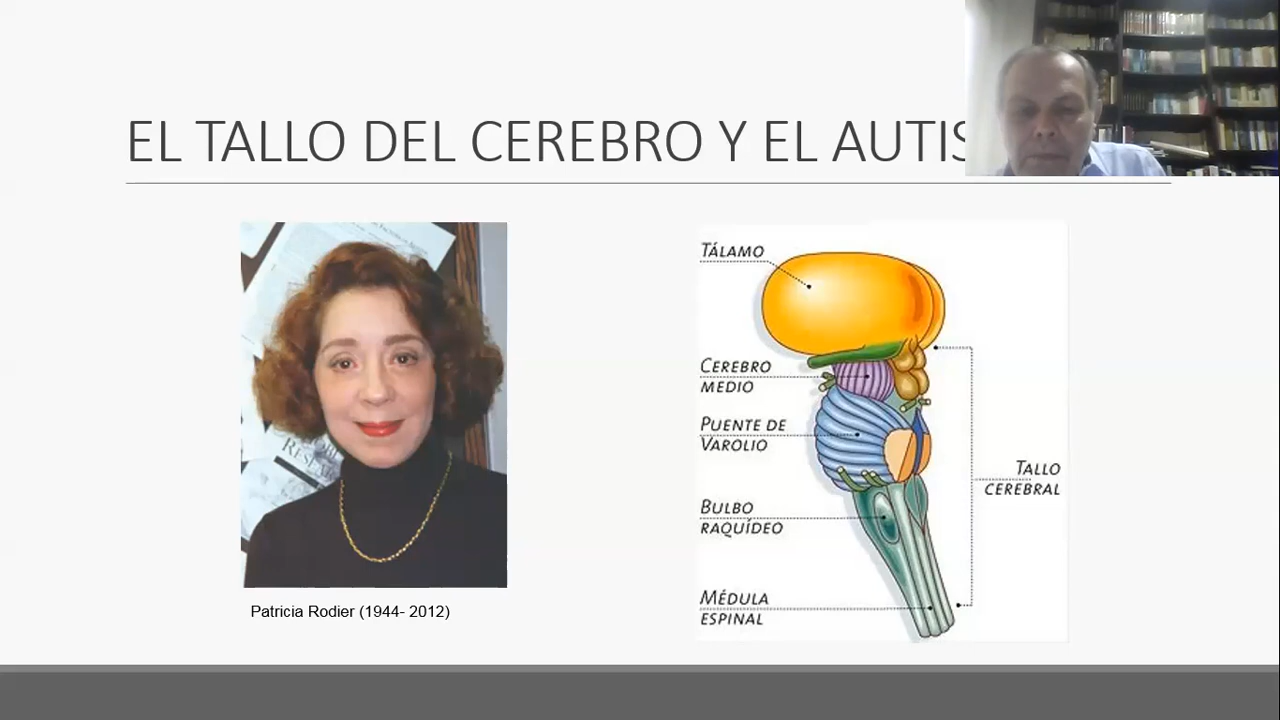 EL TALLO DEL CEREBRO Y EL AUTIS
TÁLAMO
CEREBRO
MEDIO
PUENTE DE
VAROLIO
BULBO
RAQUÍDEO
MÉDULA
ESPINAL
TALLO
CEREBRAL
Patricia Rodier (1944- 2012)